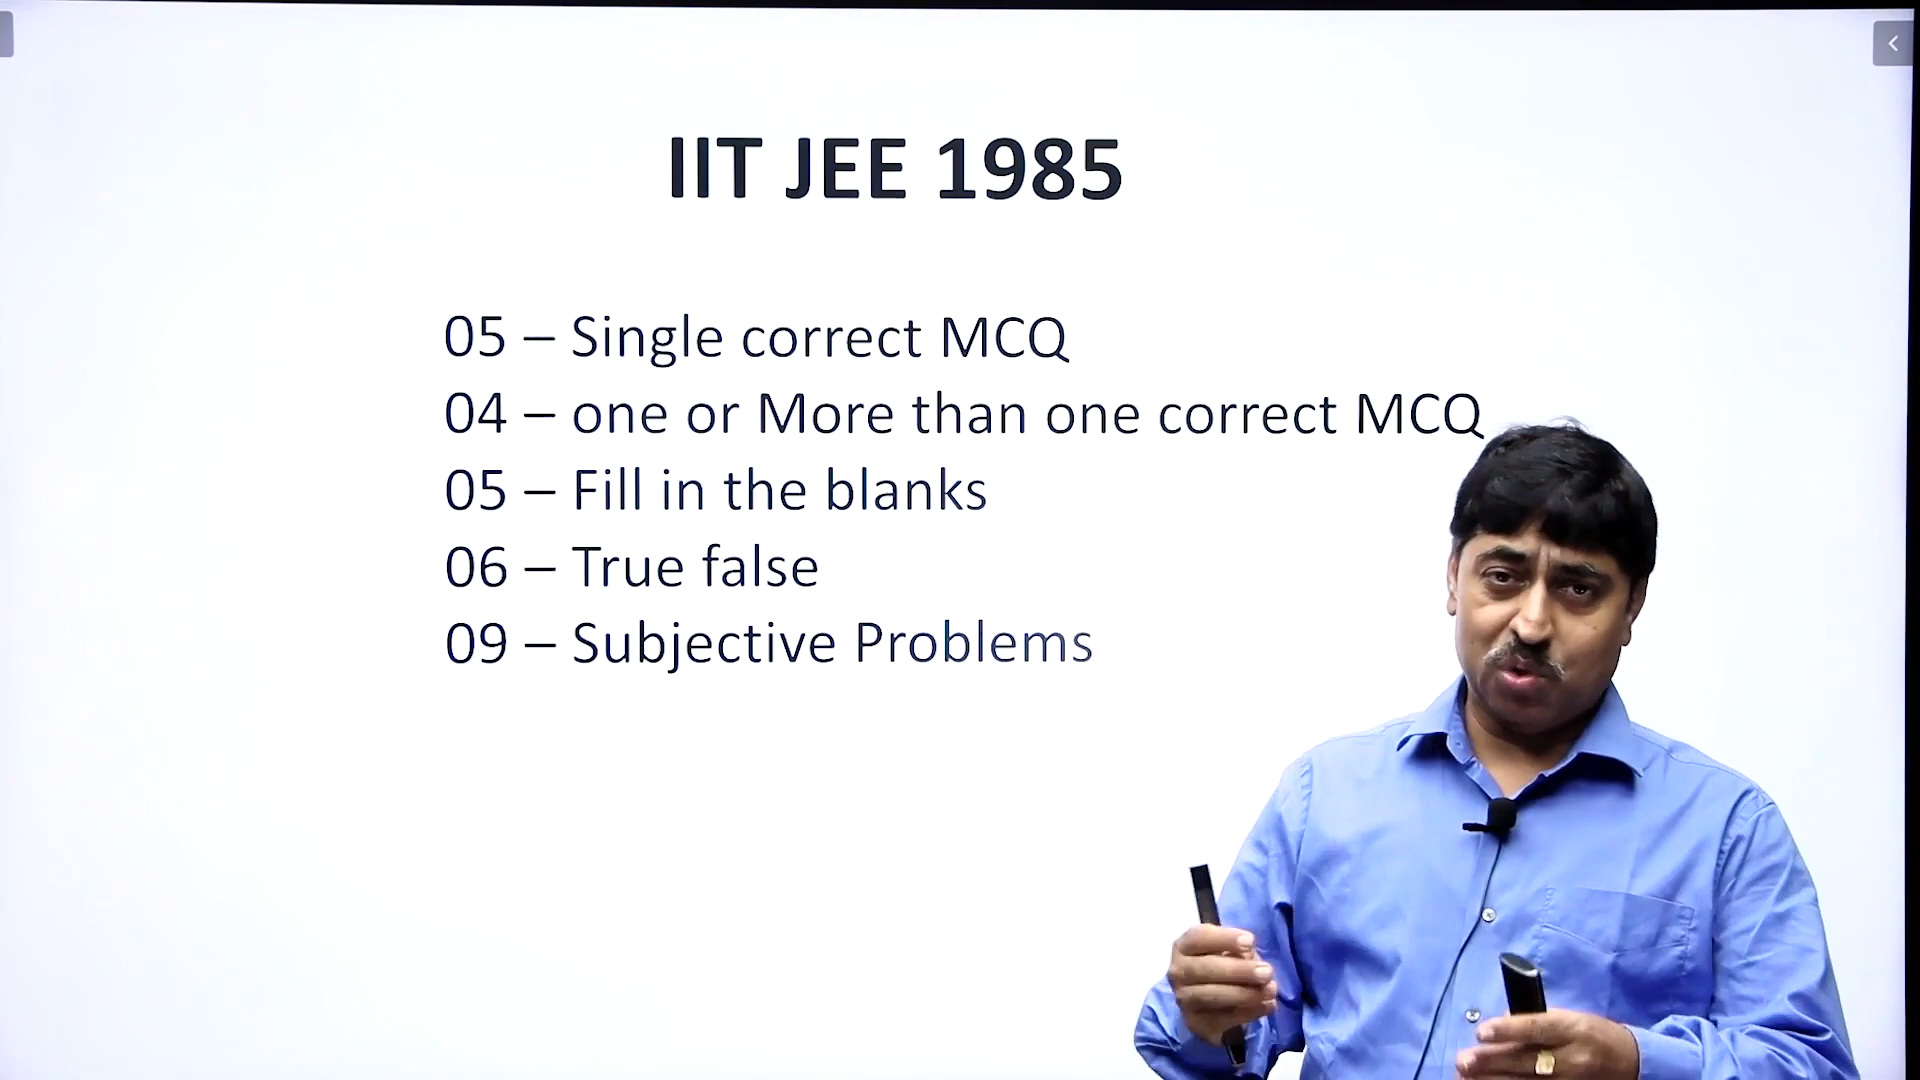 IIT JEE 1985
05 – Single correct MCQ
04 – one or More than one correct MCQ
05 – Fill in the blanks
06 – True false
09 – Subjective Problems